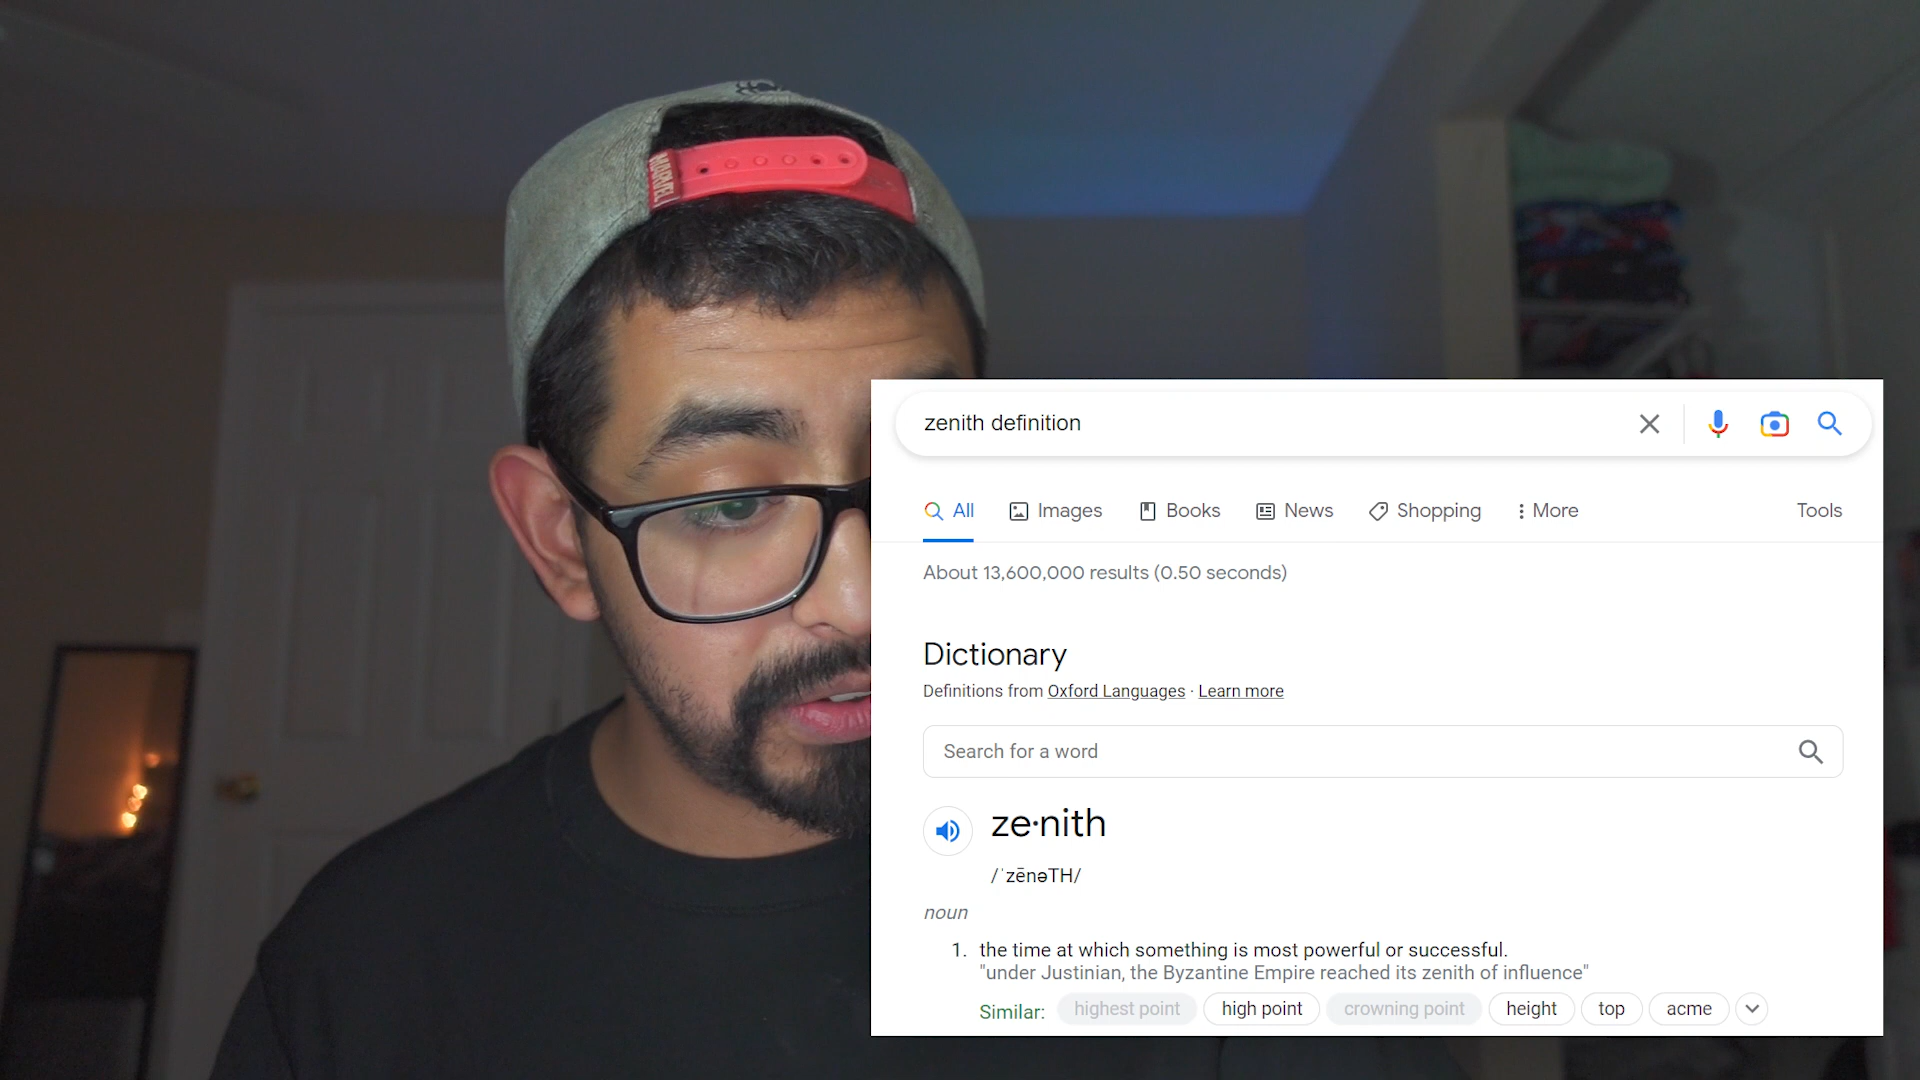 MARVEL
zenith definition
All Images Books News Shopping More Tools
About 13,600,000 results (0.50 seconds)
Dictionary
Definitions from Oxford Languages · Learn more
Search for a word
ze·nith
/ˈzēnəTH/
noun
1. the time at which something is most powerful or successful.
"under Justinian, the Byzantine Empire reached its zenith of influence"
Similar: highest point high point crowning point height top acme